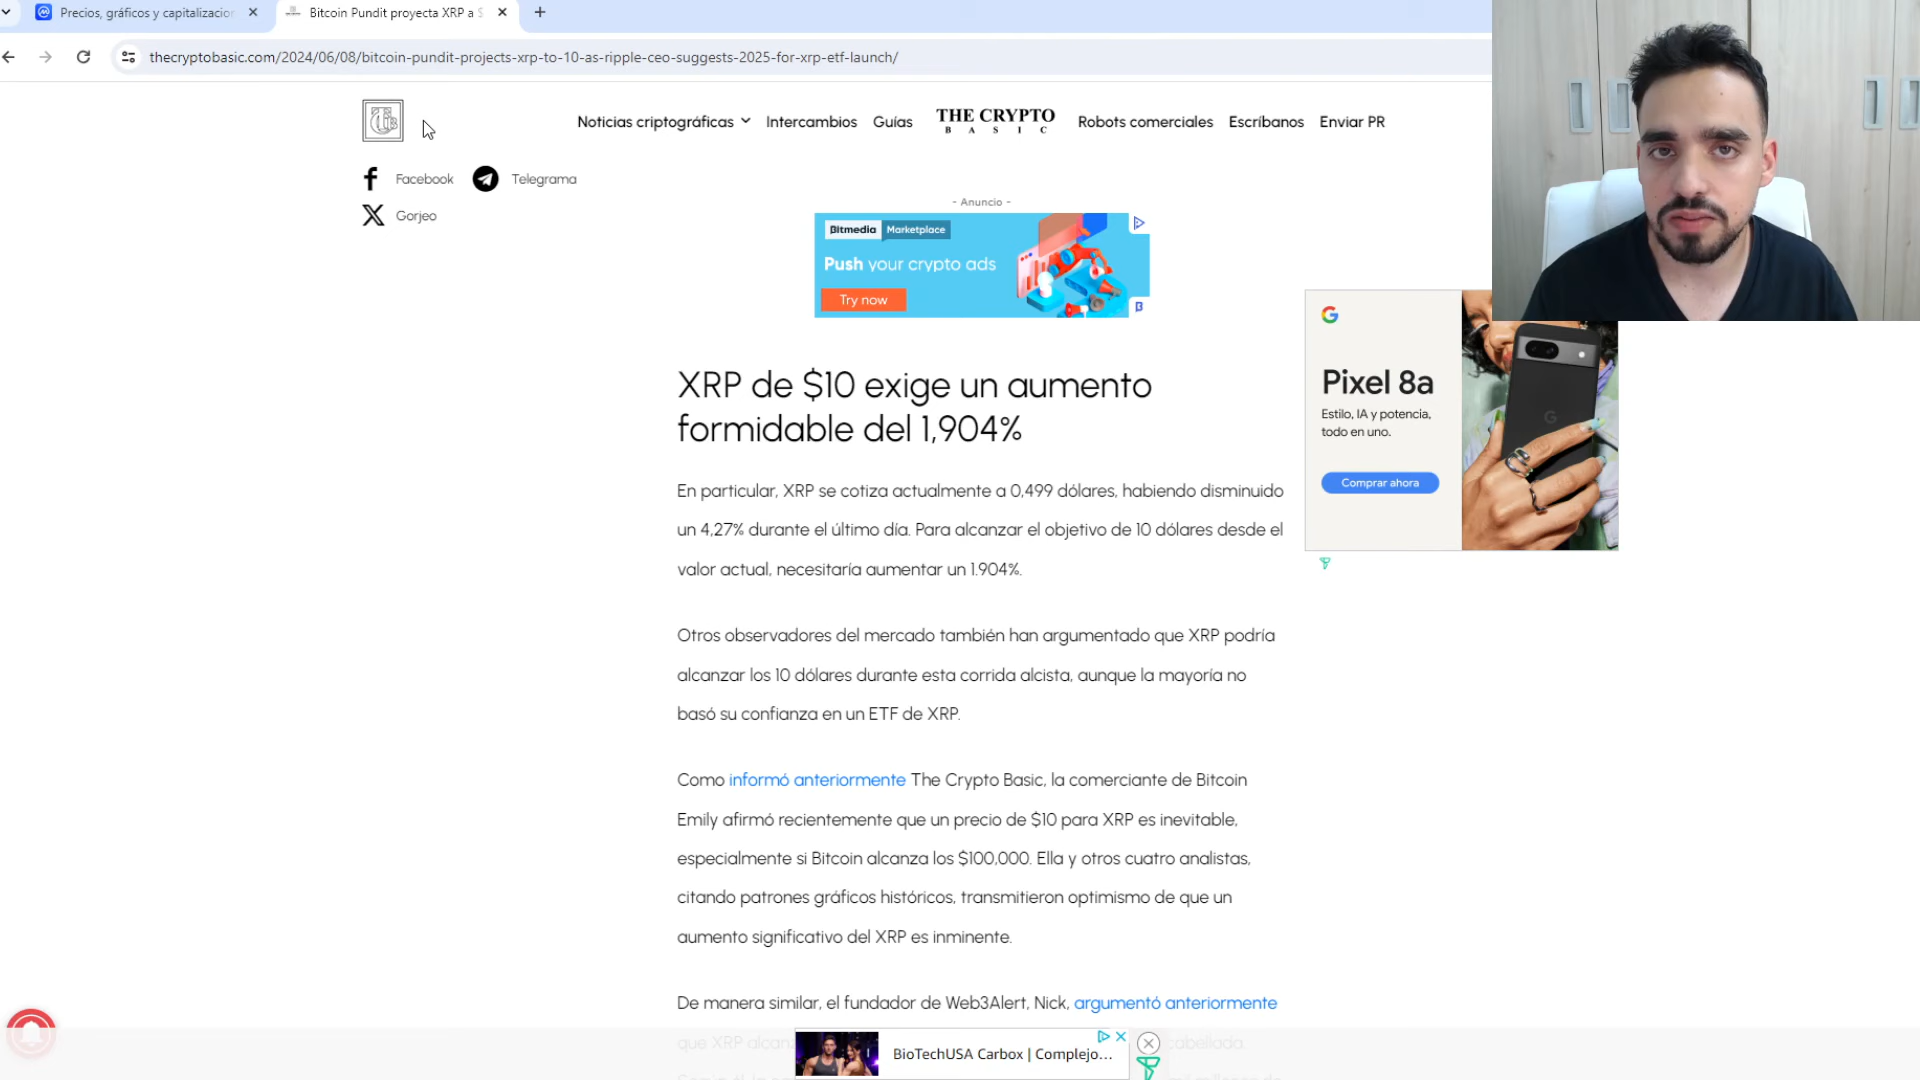 Precios, gráficos y capitalizacion
Bitcoin Pundit proyecta XRP a $
thecryptobasic.com/2024/06/08/bitcoin-pundit-projects-xrp-to-10-as-ripple-ceo-suggests-2025-for-xrp-etf-launch/
Noticias criptográficas
Intercambios
Guías
THE CRYPTO
BASIC
Robots comerciales
Escríbanos
Enviar PR
Facebook
Telegrama
Gorjeo
- Anuncio -
Bitmedia Marketplace
Push your crypto ads
Try now
XRP de $10 exige un aumento
formidable del 1,904%
En particular, XRP se cotiza actualmente a 0,499 dólares, habiendo disminuido
un 4,27% durante el último día. Para alcanzar el objetivo de 10 dólares desde el
valor actual, necesitaría aumentar un 1.904%.
Otros observadores del mercado también han argumentado que XRP podría
alcanzar los 10 dólares durante esta corrida alcista, aunque la mayoría no
basó su confianza en un ETF de XRP.
Como informó anteriormente The Crypto Basic, la comerciante de Bitcoin
Emily afirmó recientemente que un precio de $10 para XRP es inevitable,
especialmente si Bitcoin alcanza los $100,000. Ella y otros cuatro analistas,
citando patrones gráficos históricos, transmitieron optimismo de que un
aumento significativo del XRP es inminente.
De manera similar, el fundador de Web3Alert, Nick, argumentó anteriormente
que XRP
Pixel 8a
Estilo, IA y potencia,
todo en uno.
Comprar ahora
BioTechUSA Carbox | Complejo...